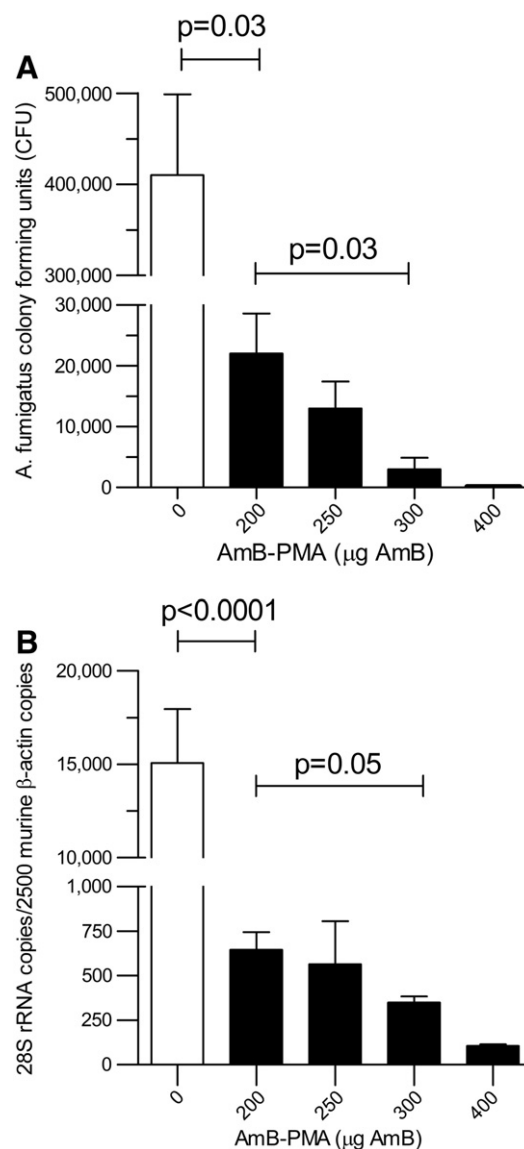 p=0.03
A
A. fumigatus colony forming units (CFU)
500,000
400,000
300,000
p=0.03
30,000
20,000
10,000
0
0 200 250 300 400
AmB-PMA (μg AmB)
p<0.0001
B
28S rRNA copies/2500 murine β-actin copies
20,000
15,000
p=0.05
10,000
1,000
750
500
250
0
0 200 250 300 400
AmB-PMA (μg AmB)